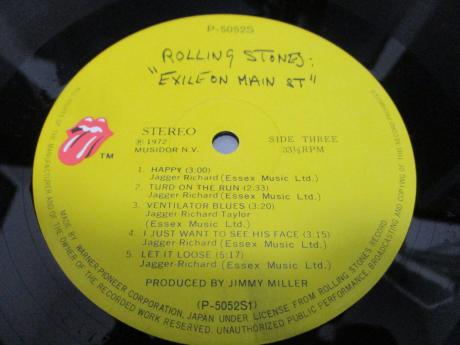 P-5052S
ROLLING STONES:
"EXILE ON MAIN ST"
STEREO
℗ 1972
MUSIDOR N.V.
SIDE THREE
33⅓RPM
TM
1. HAPPY (3:00)
Jagger-Richard (Essex Music Ltd.)
2. TURD ON THE RUN (2:33)
Jagger-Richard (Essex Music Ltd.)
3. VENTILATOR BLUES (3:20)
Jagger Richard Taylor
(Essex Music Ltd.)
4. I JUST WANT TO SEE HIS FACE (3:15)
Jagger-Richard (Essex Music Ltd.)
5. LET IT LOOSE (5:17)
Jagger-Richard (Essex Music Ltd.)
PRODUCED BY JIMMY MILLER
(P-5052S1)
MADE BY WARNER-PIONEER CORPORATION, JAPAN UNDER LICENSE FROM ROLLING STONES RECORD
ALL RIGHTS OF THE MANUFACTURER AND OF THE OWNER OF THE RECORDED WORK RESERVED. UNAUTHORIZED PUBLIC PERFORMANCE, BROADCASTING AND COPYING OF THIS RECORD PROHIBITED